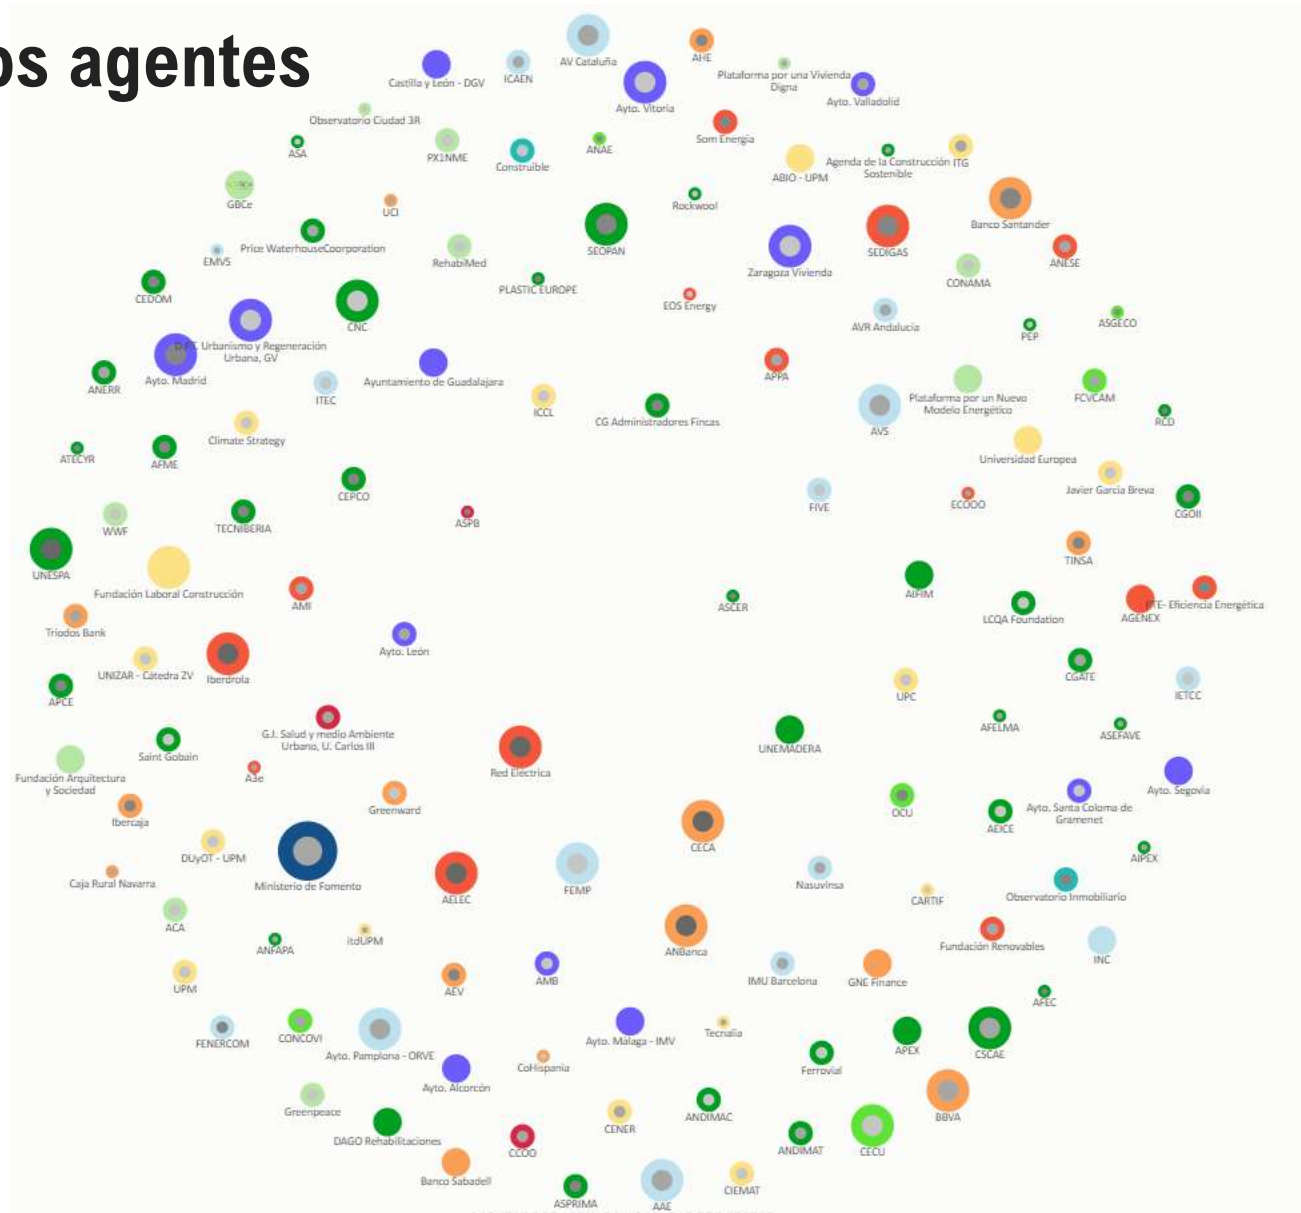 os agentes
AV Cataluña
AHE
Castilla y León - DGV
ICAEN
Plataforma por una Vivienda
Digna
Ayto. Vitoria
Ayto. Valladolid
Observatorio Ciudad 3R
Som Energia
ASA
PX1NME
Construible
ANAE
Agenda de la Construcción
Sostenible
ITG
ABIO - UPM
GBCe
UCI
Rockwool
Banco Santander
Price WaterhouseCoorporation
EMVS
RehabiMed
SEOPAN
Zaragoza Vivienda
SEDIGAS
ANESE
CONAMA
CEDOM
PLASTIC EUROPE
EOS Energy
CNC
AVR Andalucia
PEP
ASGECO
Urbanismo y Regeneración
Urbana, GV
Ayto. Madrid
Ayuntamiento de Guadalajara
APPA
ANERR
ITEC
ICCL
CG Administradores Fincas
Plataforma por un Nuevo
Modelo Energético
FCVCAM
AVS
RCD
Climate Strategy
ATECYR
AFME
Universidad Europea
CEPCO
Javier García Breva
FIVE
ECOOO
CGOII
WWF
TECNIBERIA
ASPB
UNESPA
TINSA
Fundación Laboral Construcción
AMI
ASCER
AIFIM
LCQA Foundation
AGENEX
PTE- Eficiencia Energética
Triodos Bank
Ayto. León
UNIZAR - Cátedra ZV
Iberdrola
CGATE
APCE
UPC
IETCC
G.I. Salud y medio Ambiente
Urbano, U. Carlos III
AFELMA
ASEFAVE
Saint Gobain
UNEMADERA
Red Eléctrica
Fundación Arquitectura
y Sociedad
A3e
Ayto. Segovia
Greenward
OCU
Ayto. Santa Coloma de
Gramenet
Ibercaja
AEICE
CECA
DUyOT - UPM
AIPEX
Caja Rural Navarra
Ministerio de Fomento
AELEC
FEMP
Nasuvinsa
CARTIF
Observatorio Inmobiliario
ACA
ANFAPA
itdUPM
ANBanca
Fundación Renovables
INC
UPM
AEV
AMB
IMU Barcelona
GNE Finance
AFEC
FENERCOM
CONCOVI
Ayto. Pamplona - ORVE
Ayto. Málaga - IMV
Tecnalia
APEX
CSCAE
CoHispania
Ferrovial
Ayto. Alcorcón
Greenpeace
ANDIMAC
BBVA
CENER
DAGO Rehabilitaciones
CCOO
ANDIMAT
CECU
Banco Sabadell
CIEMAT
ASPRIMA
AAE